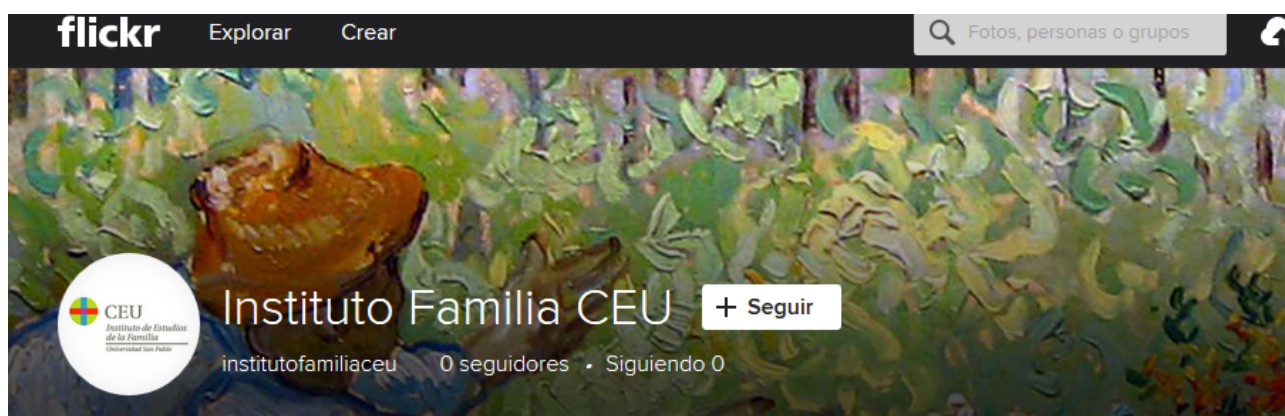 flickr Explorar Crear Fotos, personas o grupos
Instituto Familia CEU + Seguir
institutofamiliaceu 0 seguidores • Siguiendo 0
CEU
Instituto de Estudios
de la Familia
Universidad San Pablo